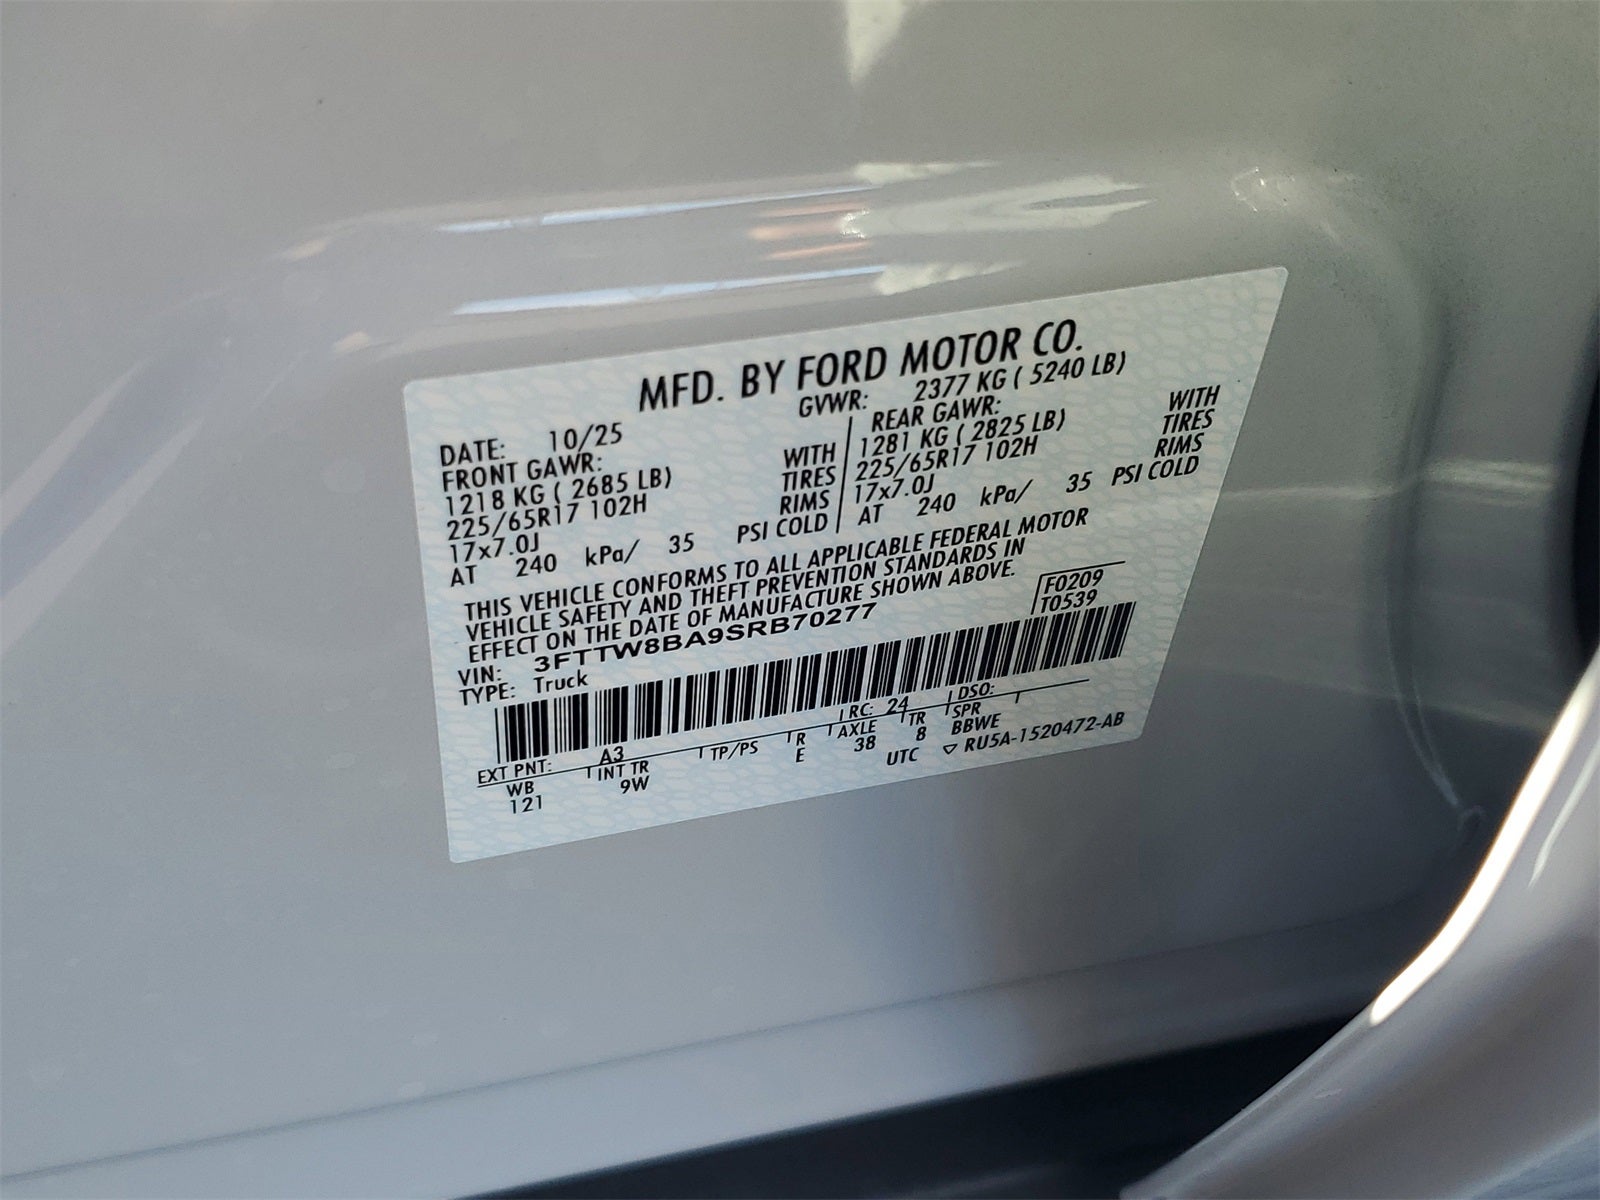 MFD. BY FORD MOTOR CO.
DATE: 10/25 GVWR: 2377 KG ( 5240 LB)
FRONT GAWR: REAR GAWR:
1218 KG ( 2685 LB) WITH 1281 KG ( 2825 LB) WITH
225/65R17 102H TIRES 225/65R17 102H TIRES
17x7.0J RIMS 17x7.0J RIMS
AT 240 kPa/ 35 PSI COLD AT 240 kPa/ 35 PSI COLD
THIS VEHICLE CONFORMS TO ALL APPLICABLE FEDERAL MOTOR
VEHICLE SAFETY AND THEFT PREVENTION STANDARDS IN
EFFECT ON THE DATE OF MANUFACTURE SHOWN ABOVE.
VIN: 3FTTW8BA9SRB70277 F0209
TYPE: Truck T0539
EXT PNT: A3 RC: 24 DSO:
WB INT TR TP/PS R AXLE TR SPR
121 9W E 38 8 BBWE
UTC ▽ RU5A-1520472-AB